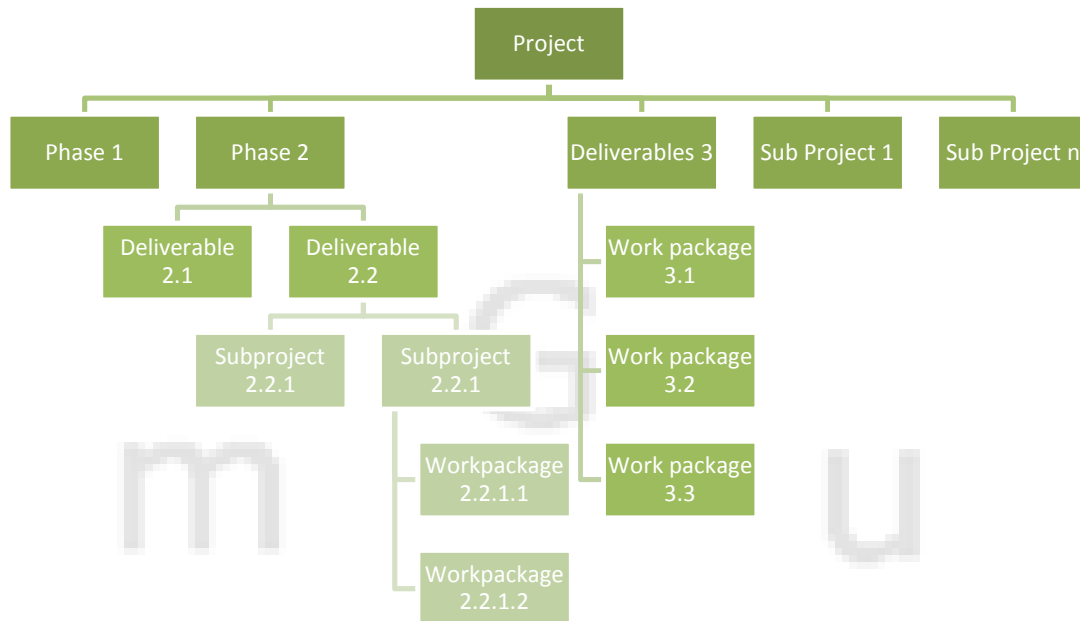 Project
Phase 1
Phase 2
Deliverables 3
Sub Project 1
Sub Project n
Deliverable
2.1
Deliverable
2.2
Work package
3.1
Subproject
2.2.1
Subproject
2.2.1
Work package
3.2
Workpackage
2.2.1.1
Work package
3.3
Workpackage
2.2.1.2
m G u